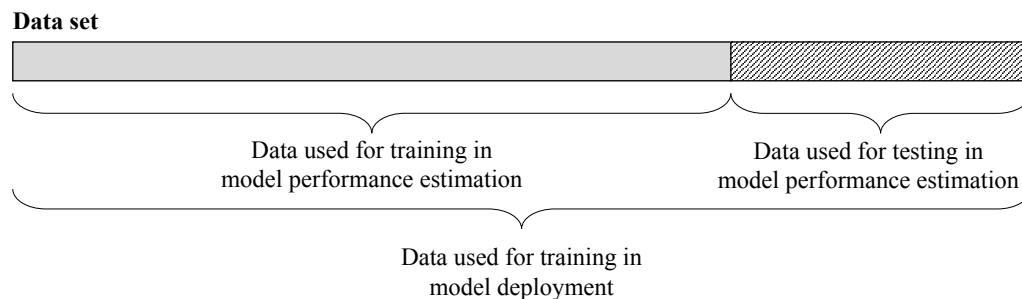 Data set
Data used for training in
model performance estimation
Data used for testing in
model performance estimation
Data used for training in
model deployment